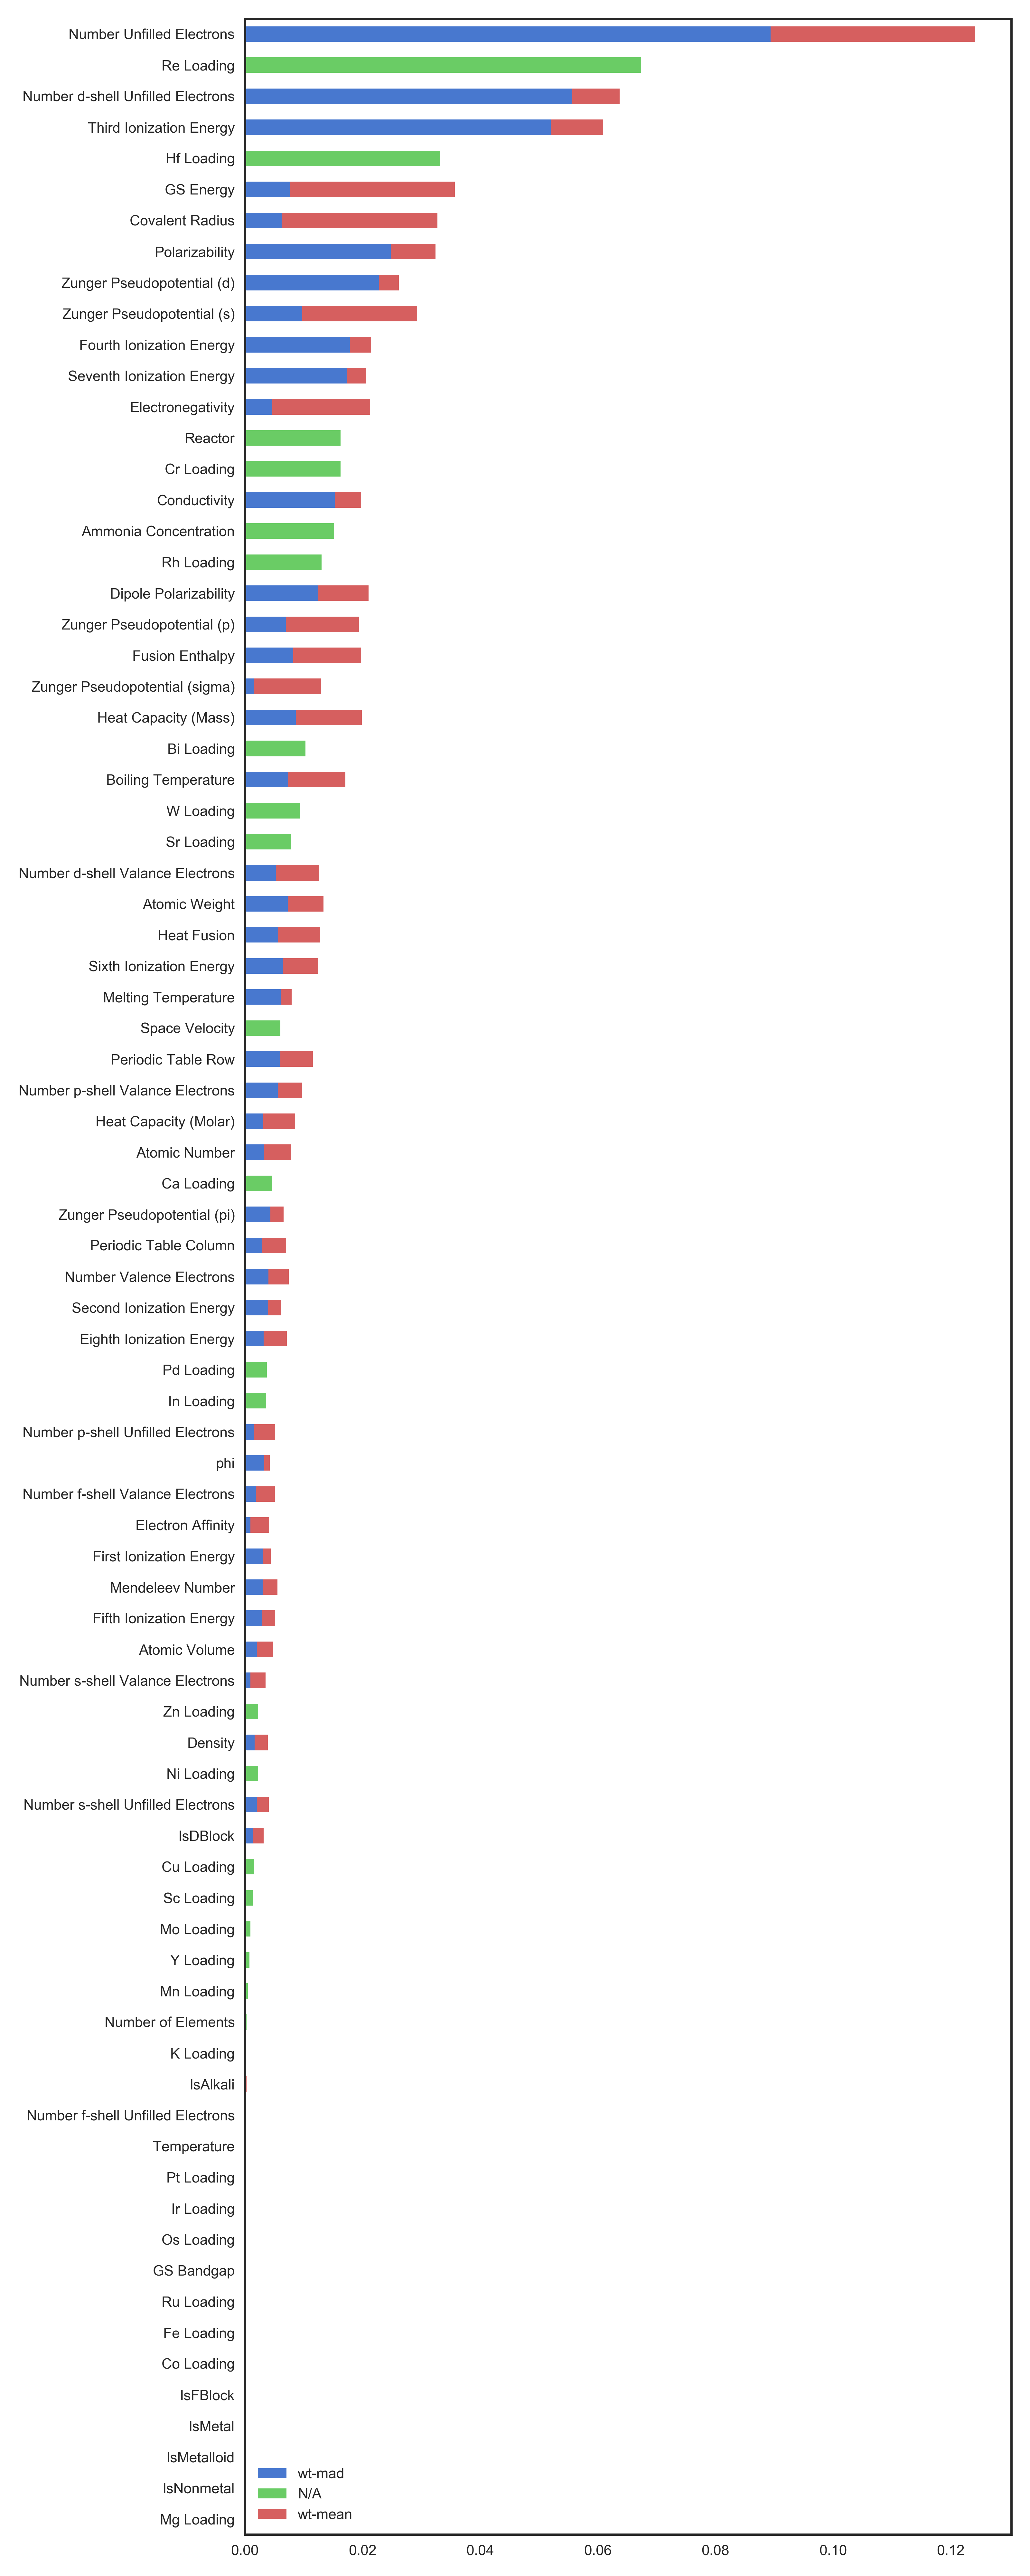 Number Unfilled Electrons
Re Loading
Number d-shell Unfilled Electrons
Third Ionization Energy
Hf Loading
GS Energy
Covalent Radius
Polarizability
Zunger Pseudopotential (d)
Zunger Pseudopotential (s)
Fourth Ionization Energy
Seventh Ionization Energy
Electronegativity
Reactor
Cr Loading
Conductivity
Ammonia Concentration
Rh Loading
Dipole Polarizability
Zunger Pseudopotential (p)
Fusion Enthalpy
Zunger Pseudopotential (sigma)
Heat Capacity (Mass)
Bi Loading
Boiling Temperature
W Loading
Sr Loading
Number d-shell Valance Electrons
Atomic Weight
Heat Fusion
Sixth Ionization Energy
Melting Temperature
Space Velocity
Periodic Table Row
Number p-shell Valance Electrons
Heat Capacity (Molar)
Atomic Number
Ca Loading
Zunger Pseudopotential (pi)
Periodic Table Column
Number Valence Electrons
Second Ionization Energy
Eighth Ionization Energy
Pd Loading
In Loading
Number p-shell Unfilled Electrons
phi
Number f-shell Valance Electrons
Electron Affinity
First Ionization Energy
Mendeleev Number
Fifth Ionization Energy
Atomic Volume
Number s-shell Valance Electrons
Zn Loading
Density
Ni Loading
Number s-shell Unfilled Electrons
IsDBlock
Cu Loading
Sc Loading
Mo Loading
Y Loading
Mn Loading
Number of Elements
K Loading
IsAlkali
Number f-shell Unfilled Electrons
Temperature
Pt Loading
Ir Loading
Os Loading
GS Bandgap
Ru Loading
Fe Loading
Co Loading
IsFBlock
IsMetal
IsMetalloid
IsNonmetal
Mg Loading
wt-mad
N/A
wt-mean
0.00 0.02 0.04 0.06 0.08 0.10 0.12